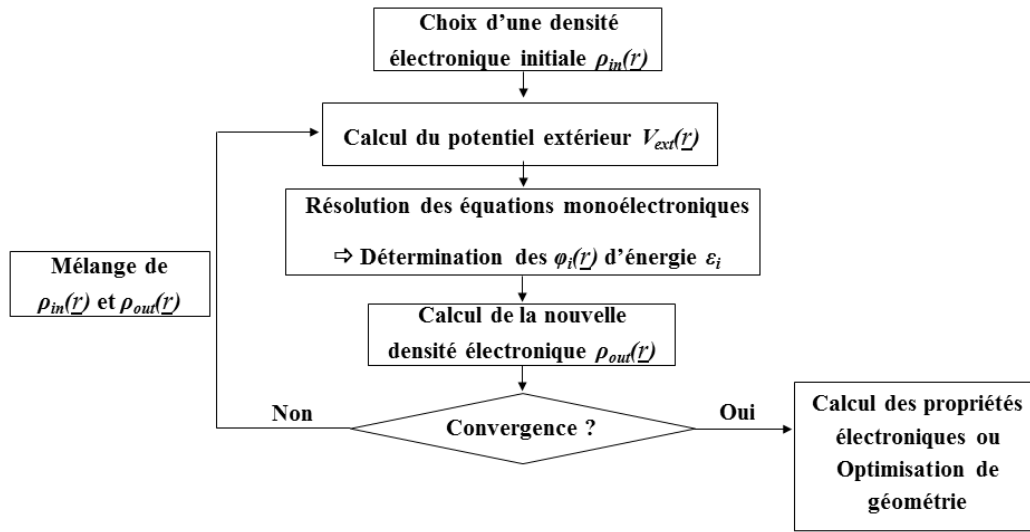 Choix d’une densité
électronique initiale ρin(r)
Calcul du potentiel extérieur Vext(r)
Résolution des équations monoélectroniques
⇨ Détermination des φi(r) d’énergie εi
Mélange de
ρin(r) et ρout(r)
Calcul de la nouvelle
densité électronique ρout(r)
Non
Convergence ?
Oui
Calcul des propriétés
électroniques ou
Optimisation de
géométrie